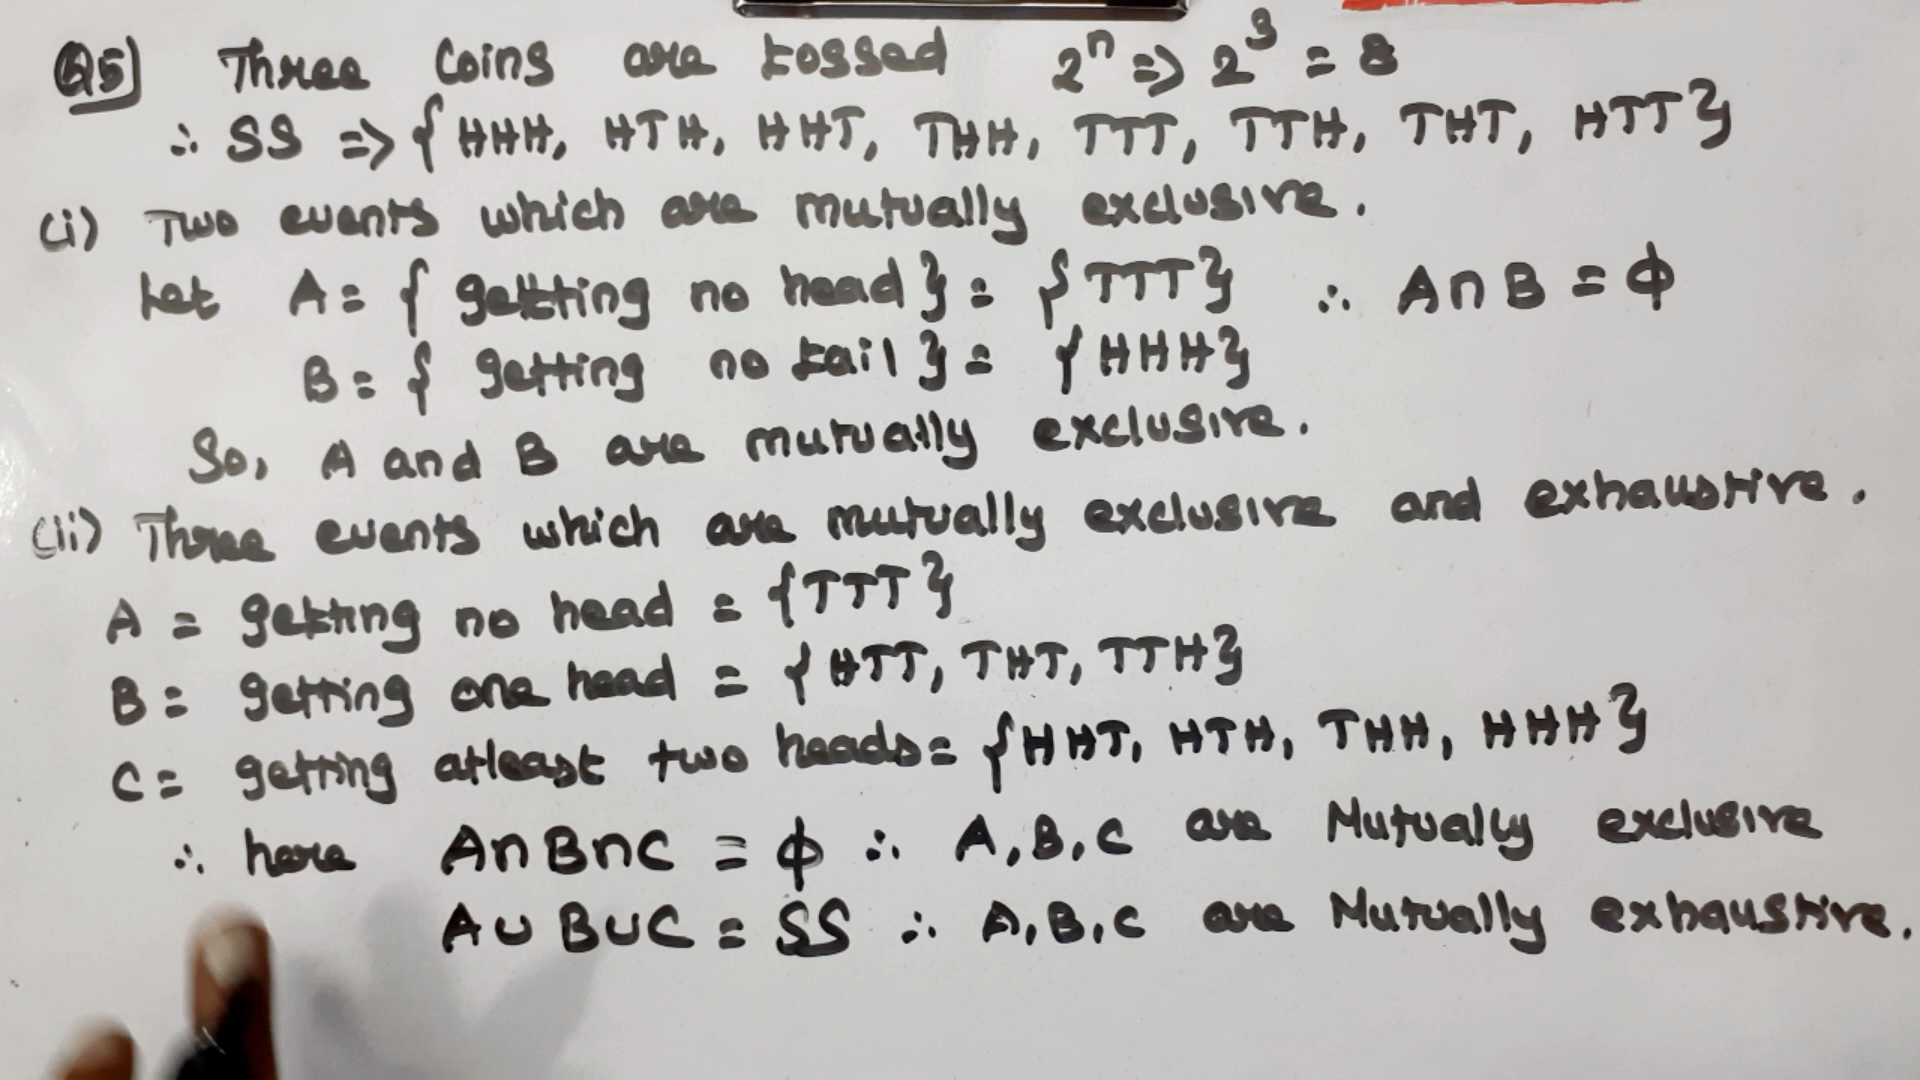 Q5) Three Coins are tossed 2ⁿ => 2³ = 8
∴ SS => { HHH, HTH, HHT, THH, TTT, TTH, THT, HTT }
(i) Two events which are mutually exclusive.
Let A = { getting no head } = { TTT } ∴ A∩B = ϕ
B = { getting no tail } = { HHH }
So, A and B are mutually exclusive.
(ii) Three events which are mutually exclusive and exhaustive.
A = getting no head = { TTT }
B = getting one head = { HTT, THT, TTH }
C = getting atleast two heads = { HHT, HTH, THH, HHH }
∴ here A∩B∩C = ϕ ∴ A, B, C are Mutually exclusive
A∪B∪C = SS ∴ A, B, C are Mutually exhaustive.